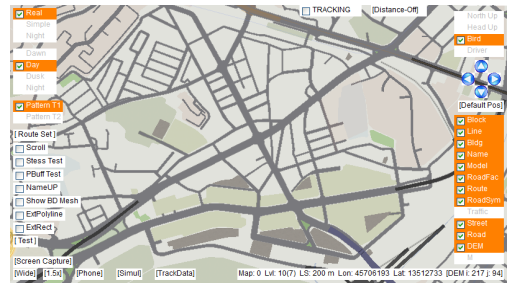 Real
Simple
Night
Dawn
Day
Dusk
Night
Pattern T1
Pattern T2
[ Route Set ]
Scroll
Stess Test
PBuff Test
NameUP
Show BD Mesh
ExtPolyline
ExtRect
[ Test ]
[Screen Capture]
[Wide] [1.5x] [Phone] [Simul] [TrackData]
TRACKING [Distance-Off]
North Up
Head Up
Bird
Driver
[Default Pos]
Block
Line
Bldg
Name
Model
RoadFac
Route
RoadSym
Traffic
Street
Road
DEM
M
Map: 0 Lvl: 10(7) LS: 200 m Lon: 45706193 Lat: 13512733 [DEM i: 217 j: 94]